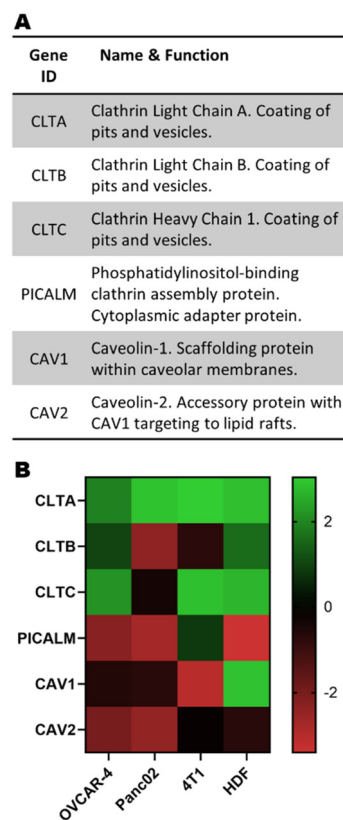 A
Gene Name & Function
ID
CLTA Clathrin Light Chain A. Coating of
pits and vesicles.
CLTB Clathrin Light Chain B. Coating of
pits and vesicles.
CLTC Clathrin Heavy Chain 1. Coating of
pits and vesicles.
PICALM Phosphatidylinositol-binding
clathrin assembly protein.
Cytoplasmic adapter protein.
CAV1 Caveolin-1. Scaffolding protein
within caveolar membranes.
CAV2 Caveolin-2. Accessory protein with
CAV1 targeting to lipid rafts.
B
CLTA
CLTB
CLTC
PICALM
CAV1
CAV2
OVCAR-4 Panc02 4T1 HDF
2
0
-2